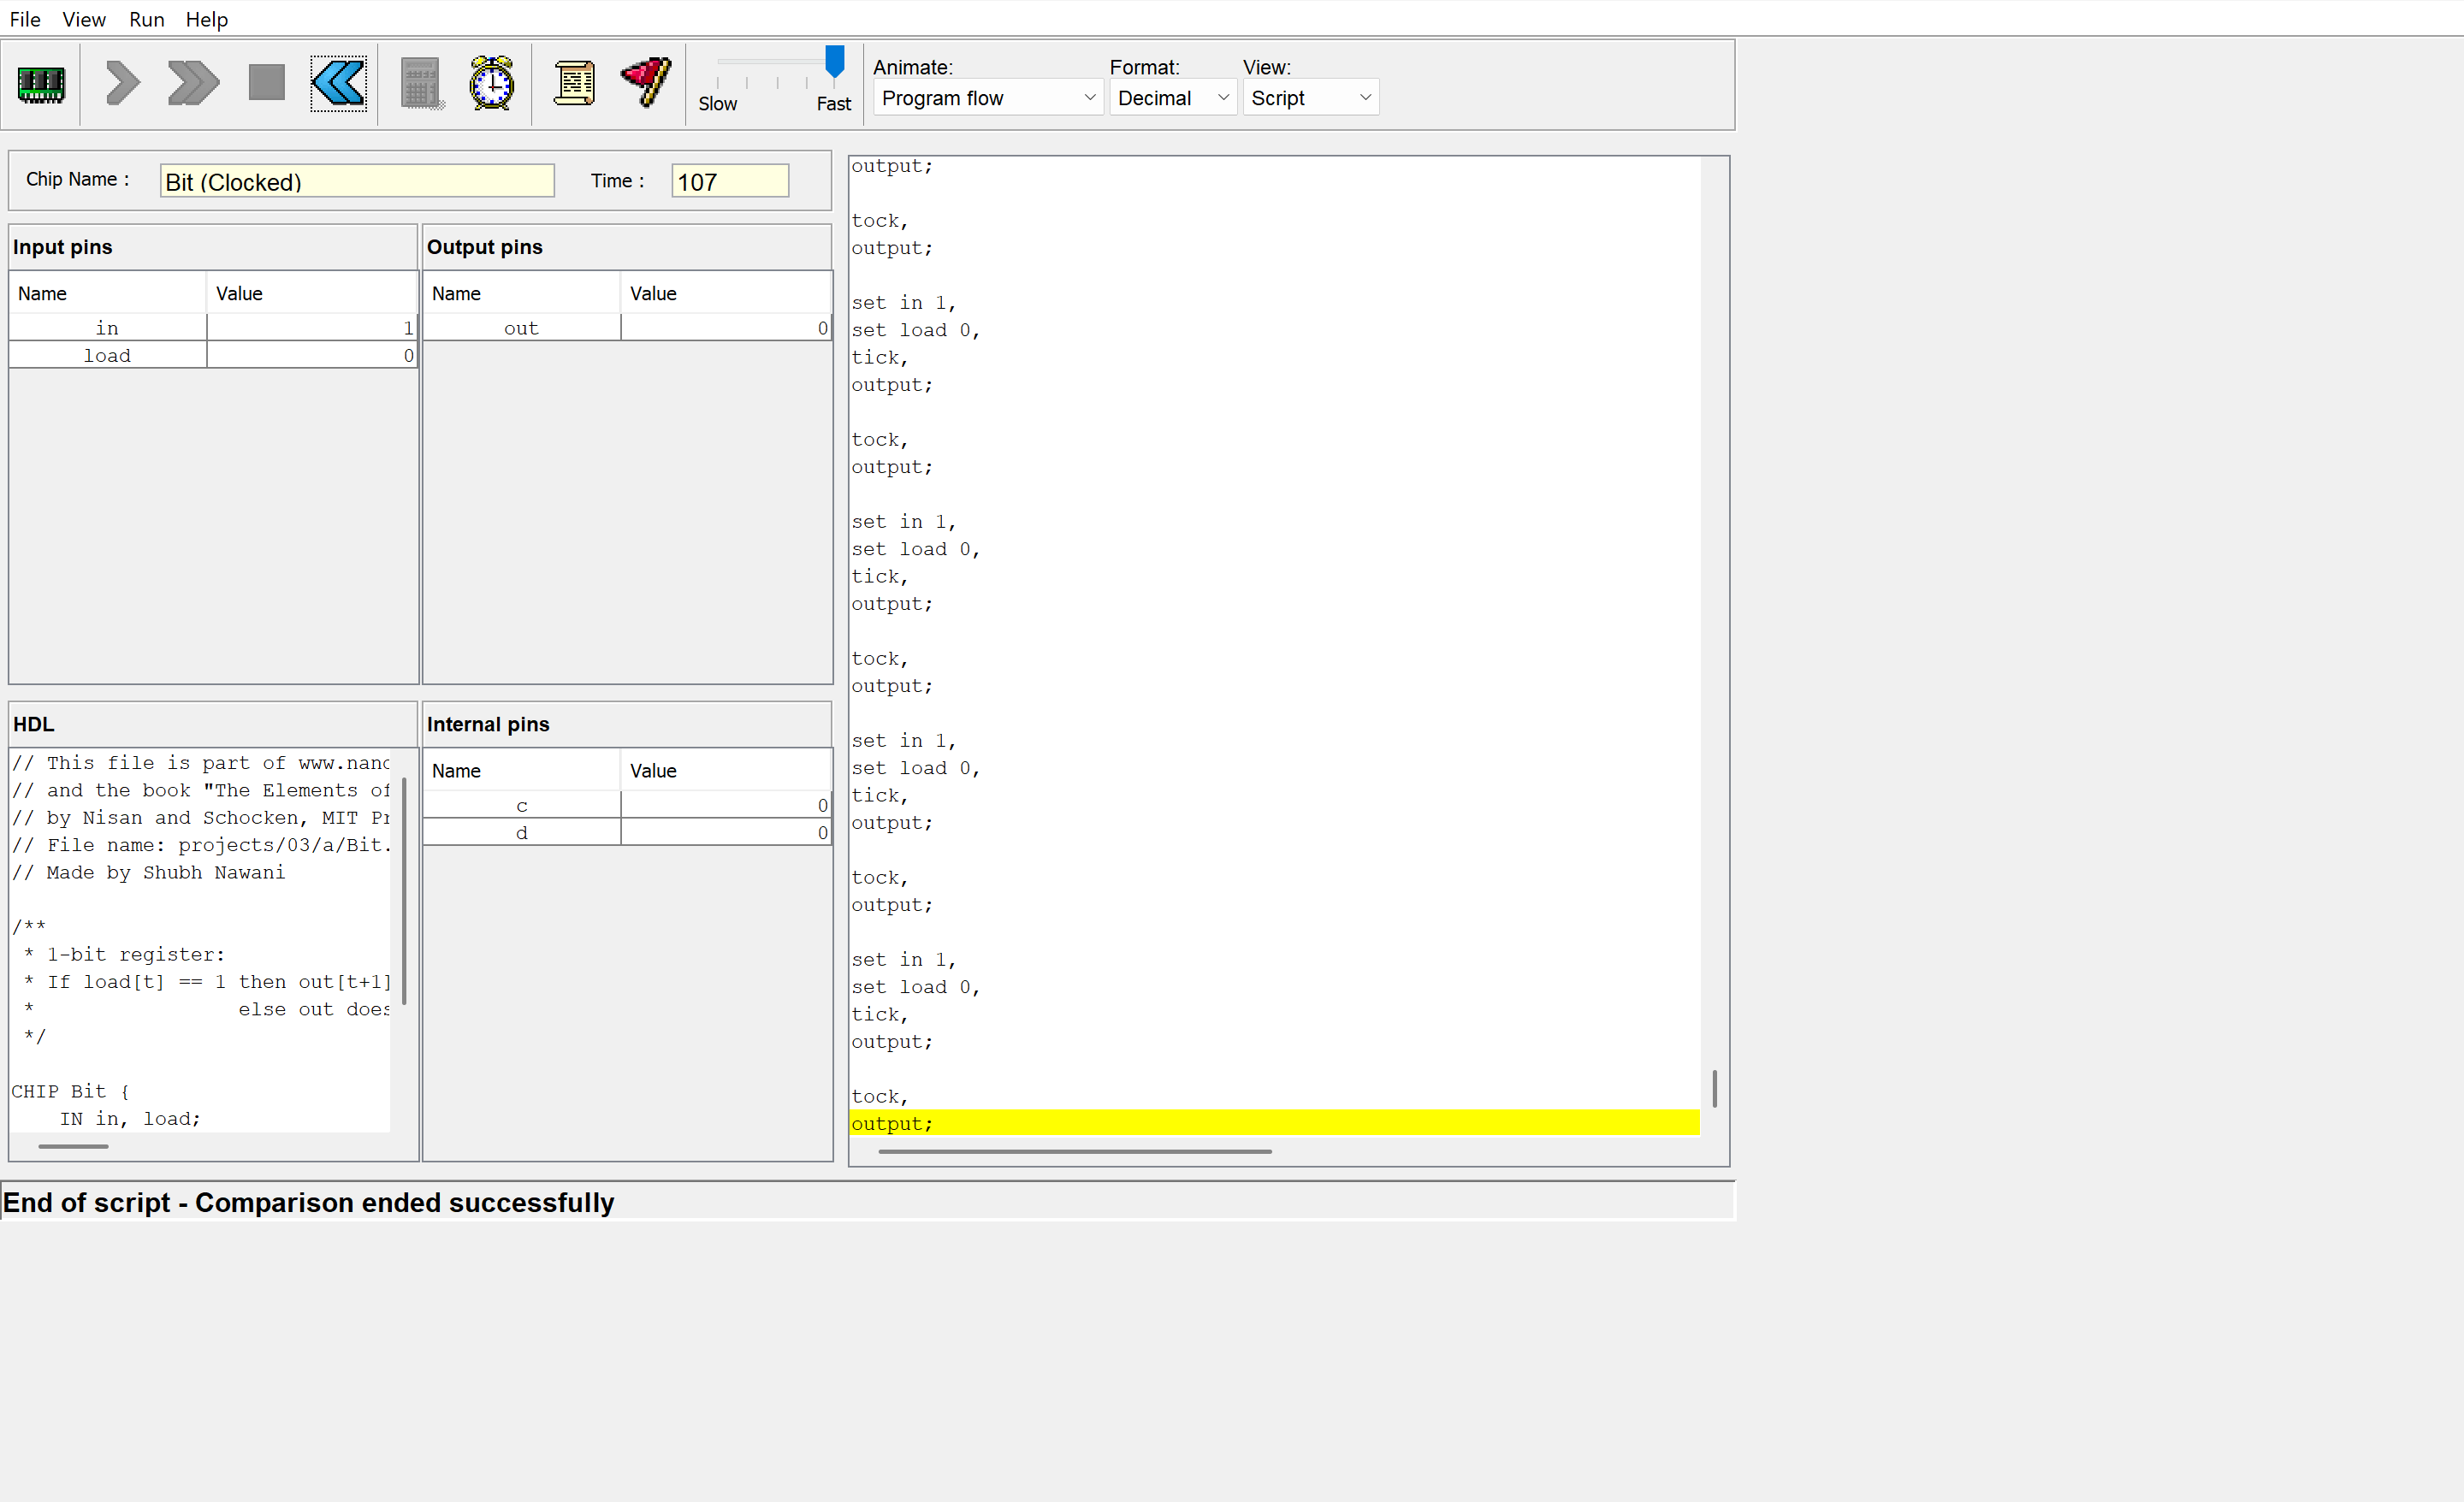 File View Run Help
Animate: Format: View:
Slow Fast Program flow Decimal Script
Chip Name : Bit (Clocked) Time : 107
Input pins
Name Value
in 1
load 0
Output pins
Name Value
out 0
HDL
// This file is part of www.nanc
// and the book "The Elements of
// by Nisan and Schocken, MIT Pr
// File name: projects/03/a/Bit.
// Made by Shubh Nawani
/**
* 1-bit register:
* If load[t] == 1 then out[t+1]
* else out does
*/
CHIP Bit {
IN in, load;
Internal pins
Name Value
c 0
d 0
output;
tock,
output;
set in 1,
set load 0,
tick,
output;
tock,
output;
set in 1,
set load 0,
tick,
output;
tock,
output;
set in 1,
set load 0,
tick,
output;
tock,
output;
set in 1,
set load 0,
tick,
output;
tock,
output;
End of script - Comparison ended successfully